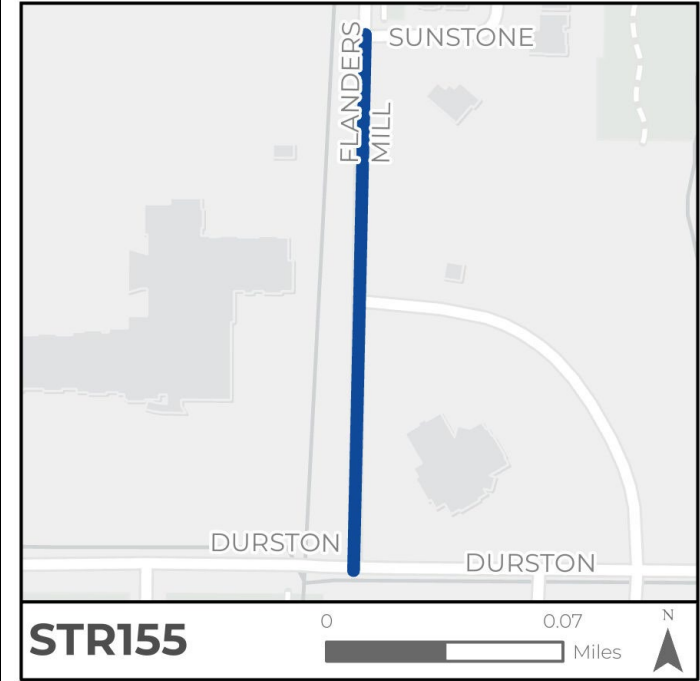 SUNSTONE
FLANDERS
MILL
DURSTON
DURSTON
STR155
0
0.07
Miles
N